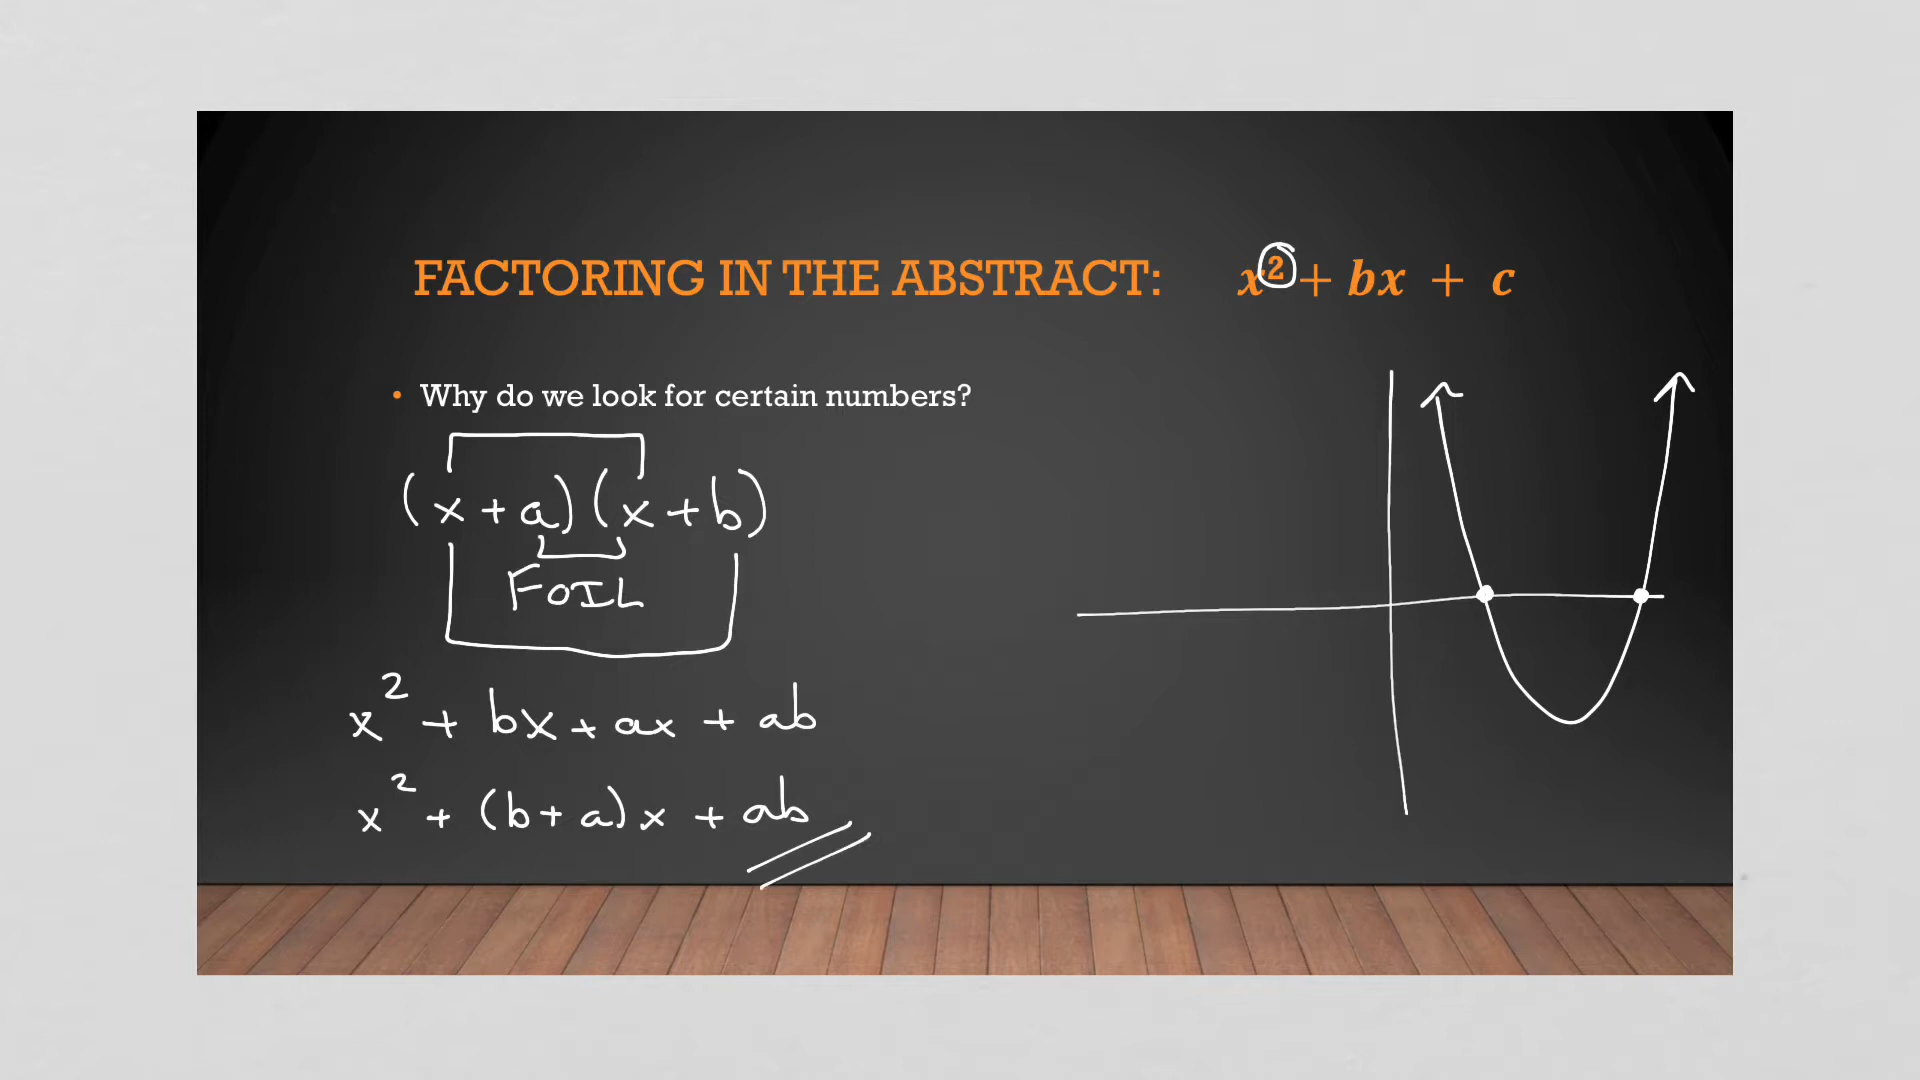 FACTORING IN THE ABSTRACT: x² + bx + c
• Why do we look for certain numbers?
(x + a)(x + b)
FOIL
x² + bx + ax + ab
x² + (b + a)x + ab